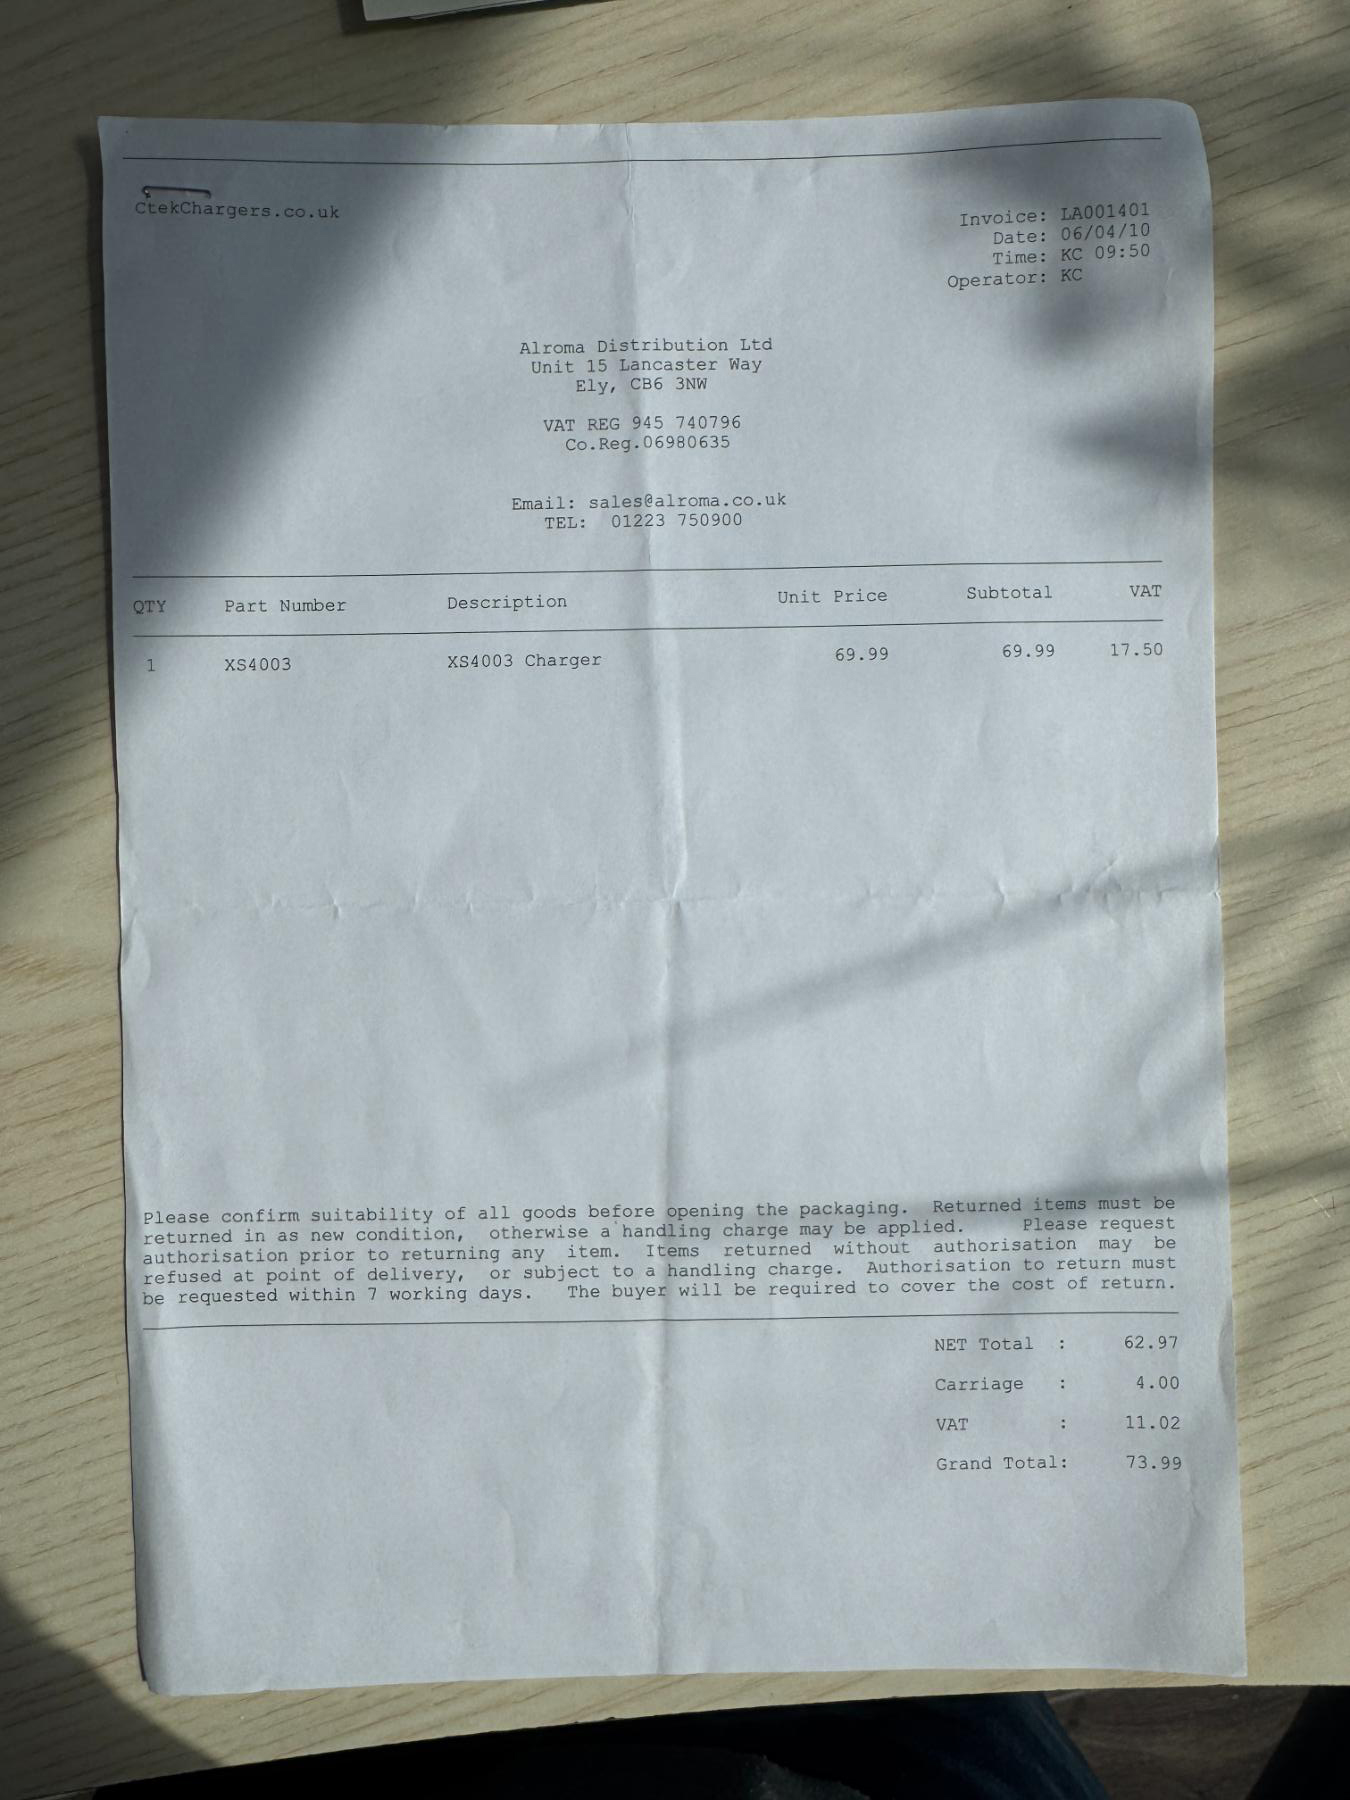 CtekChargers.co.uk
Invoice: LA001401
Date: 06/04/10
Time: KC 09:50
Operator: KC
Alroma Distribution Ltd
Unit 15 Lancaster Way
Ely, CB6 3NW
VAT REG 945 740796
Co.Reg.06980635
Email: sales@alroma.co.uk
TEL: 01223 750900
QTY Part Number Description Unit Price Subtotal VAT
1 XS4003 XS4003 Charger 69.99 69.99 17.50
Please confirm suitability of all goods before opening the packaging. Returned items must be
returned in as new condition, otherwise a handling charge may be applied. Please request
authorisation prior to returning any item. Items returned without authorisation may be
refused at point of delivery, or subject to a handling charge. Authorisation to return must
be requested within 7 working days. The buyer will be required to cover the cost of return.
NET Total : 62.97
Carriage : 4.00
VAT : 11.02
Grand Total: 73.99